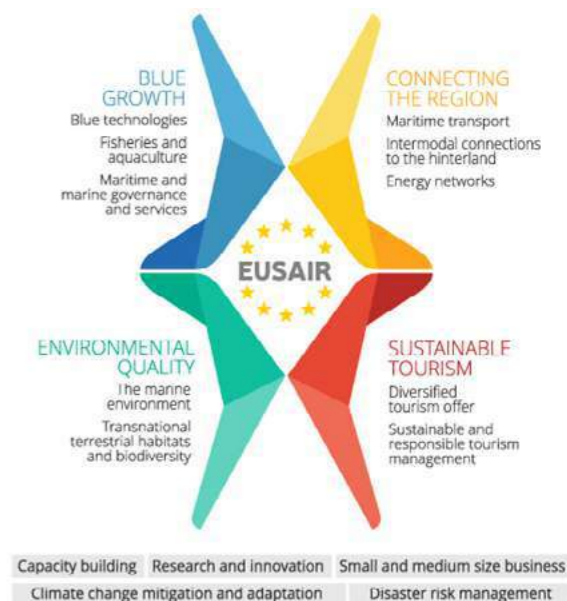 BLUE
GROWTH
Blue technologies
Fisheries and
aquaculture
Maritime and
marine governance
and services
CONNECTING
THE REGION
Maritime transport
Intermodal connections
to the hinterland
Energy networks
EUSAIR
ENVIRONMENTAL
QUALITY
The marine
environment
Transnational
terrestrial habitats
and biodiversity
SUSTAINABLE
TOURISM
Diversified
tourism offer
Sustainable and
responsible tourism
management
Capacity building
Research and innovation
Small and medium size business
Climate change mitigation and adaptation
Disaster risk management